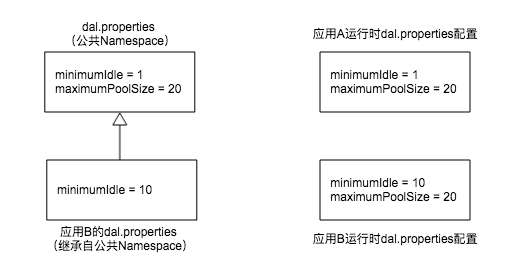 dal.properties
（公共Namespace）
minimumIdle = 1
maximumPoolSize = 20
应用A运行时dal.properties配置
minimumIdle = 1
maximumPoolSize = 20
minimumIdle = 10
应用B的dal.properties
（继承自公共Namespace）
minimumIdle = 10
maximumPoolSize = 20
应用B运行时dal.properties配置